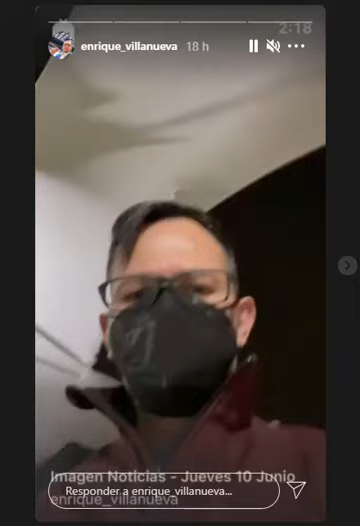 2:18
enrique_villanueva 18 h
Imagen Noticias - Jueves 10 Junio
Responder a enrique_villanueva...
enrique_villanueva